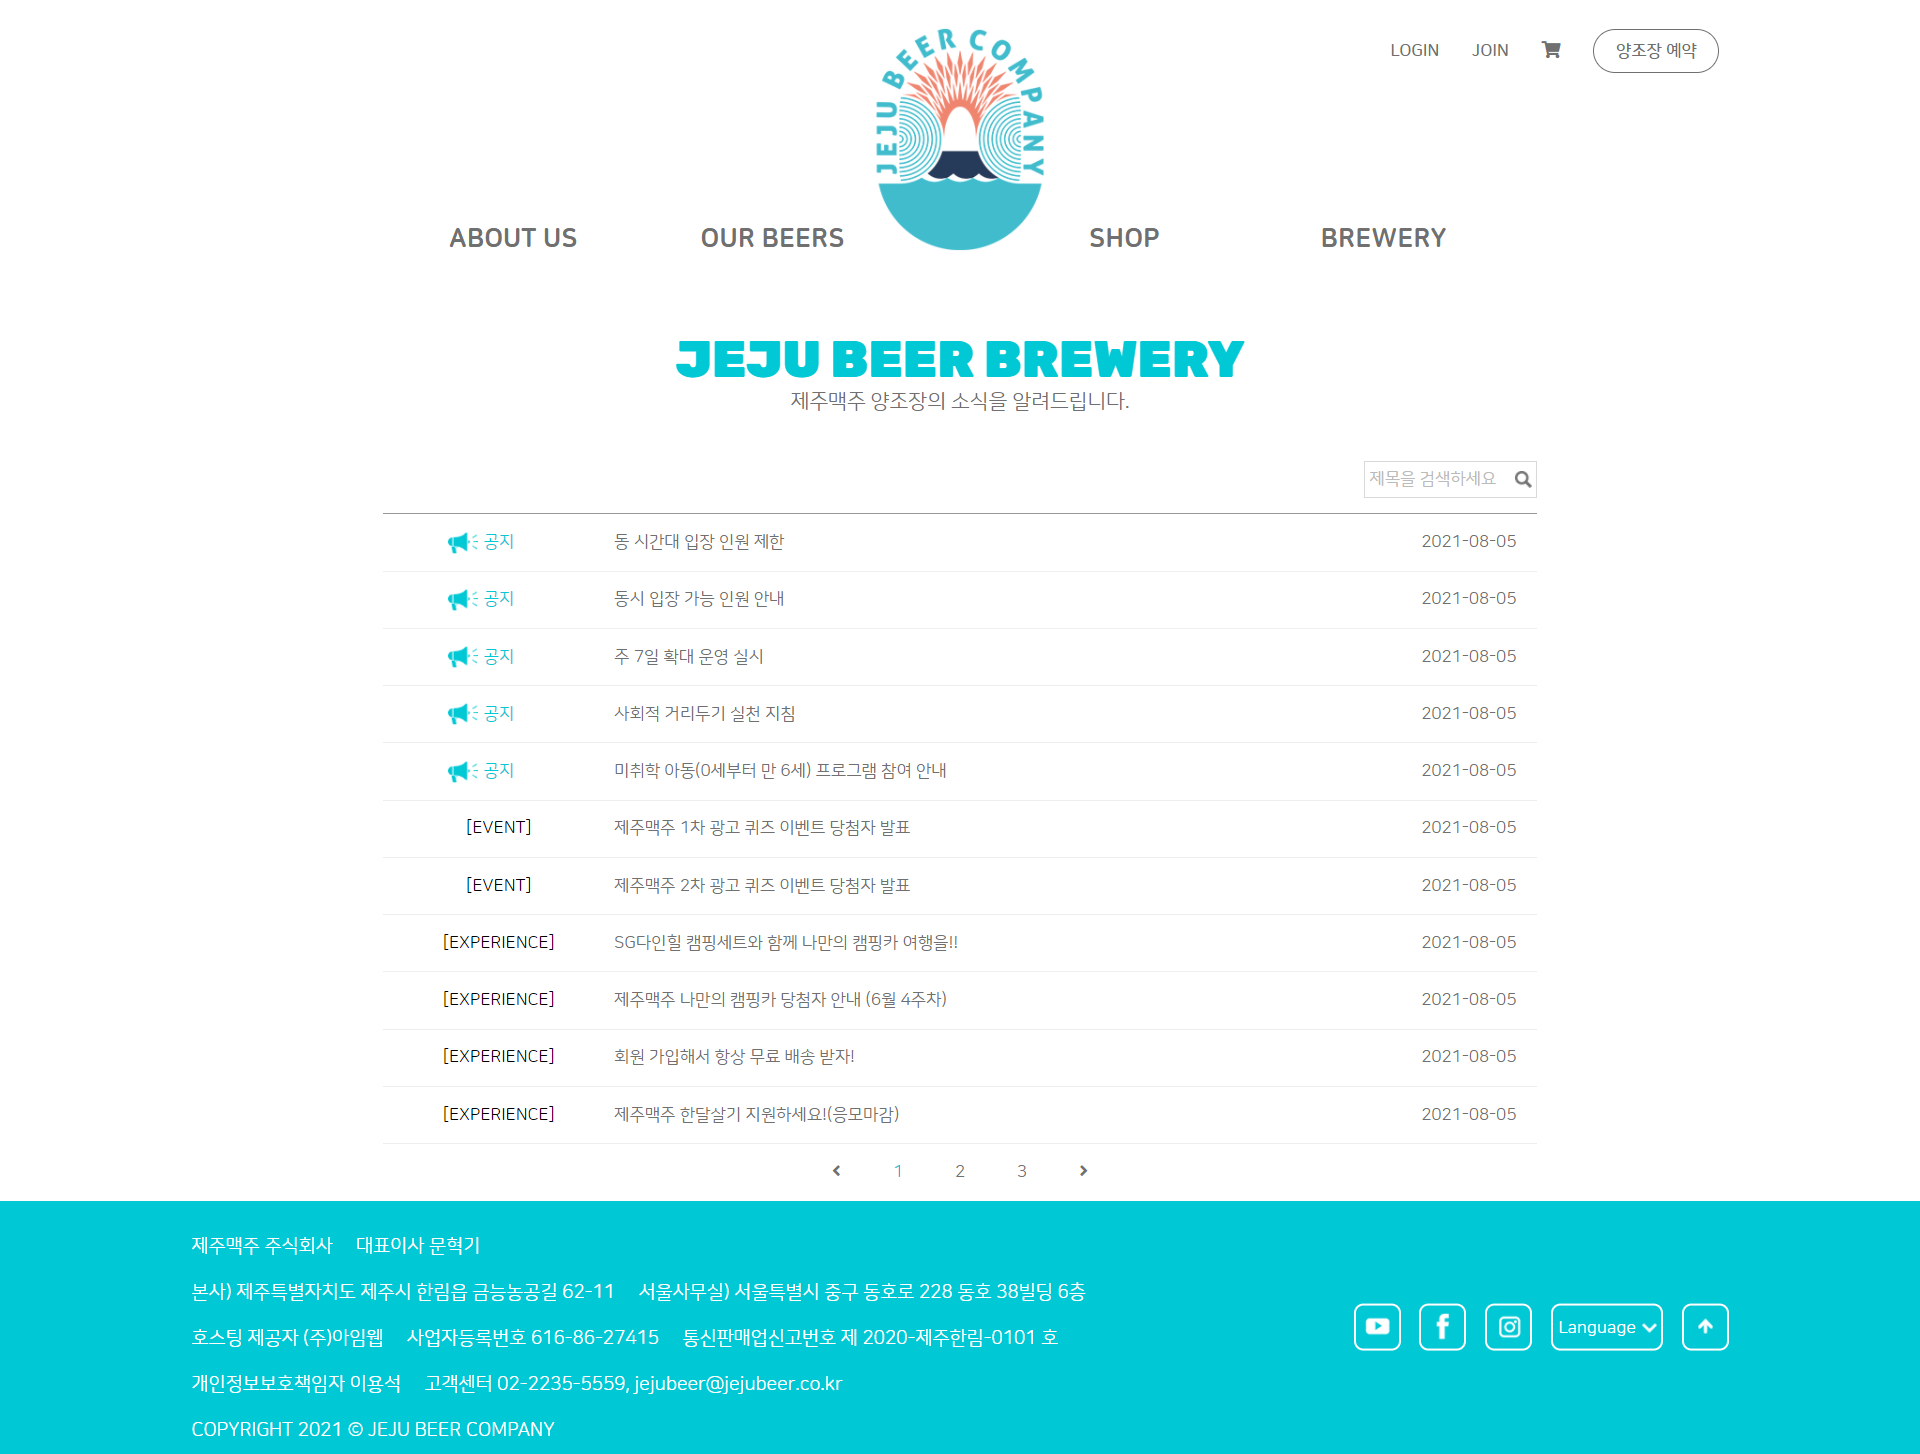 JEJU BEER COMPANY
LOGIN JOIN 양조장 예약
ABOUT US OUR BEERS SHOP BREWERY
JEJU BEER BREWERY
제주맥주 양조장의 소식을 알려드립니다.
제목을 검색하세요
공지 동 시간대 입장 인원 제한 2021-08-05
공지 동시 입장 가능 인원 안내 2021-08-05
공지 주 7일 확대 운영 실시 2021-08-05
공지 사회적 거리두기 실천 지침 2021-08-05
공지 미취학 아동(0세부터 만 6세) 프로그램 참여 안내 2021-08-05
[EVENT] 제주맥주 1차 광고 퀴즈 이벤트 당첨자 발표 2021-08-05
[EVENT] 제주맥주 2차 광고 퀴즈 이벤트 당첨자 발표 2021-08-05
[EXPERIENCE] SG다인힐 캠핑세트와 함께 나만의 캠핑카 여행을!! 2021-08-05
[EXPERIENCE] 제주맥주 나만의 캠핑카 당첨자 안내 (6월 4주차) 2021-08-05
[EXPERIENCE] 회원 가입해서 항상 무료 배송 받자! 2021-08-05
[EXPERIENCE] 제주맥주 한달살기 지원하세요!(응모마감) 2021-08-05
1 2 3
제주맥주 주식회사 대표이사 문혁기
본사) 제주특별자치도 제주시 한림읍 금능농공길 62-11 서울사무실) 서울특별시 중구 동호로 228 동호 38빌딩 6층
호스팅 제공자 (주)아임웹 사업자등록번호 616-86-27415 통신판매업신고번호 제 2020-제주한림-0101 호
Language
개인정보보호책임자 이용석 고객센터 02-2235-5559, jejubeer@jejubeer.co.kr
COPYRIGHT 2021 © JEJU BEER COMPANY